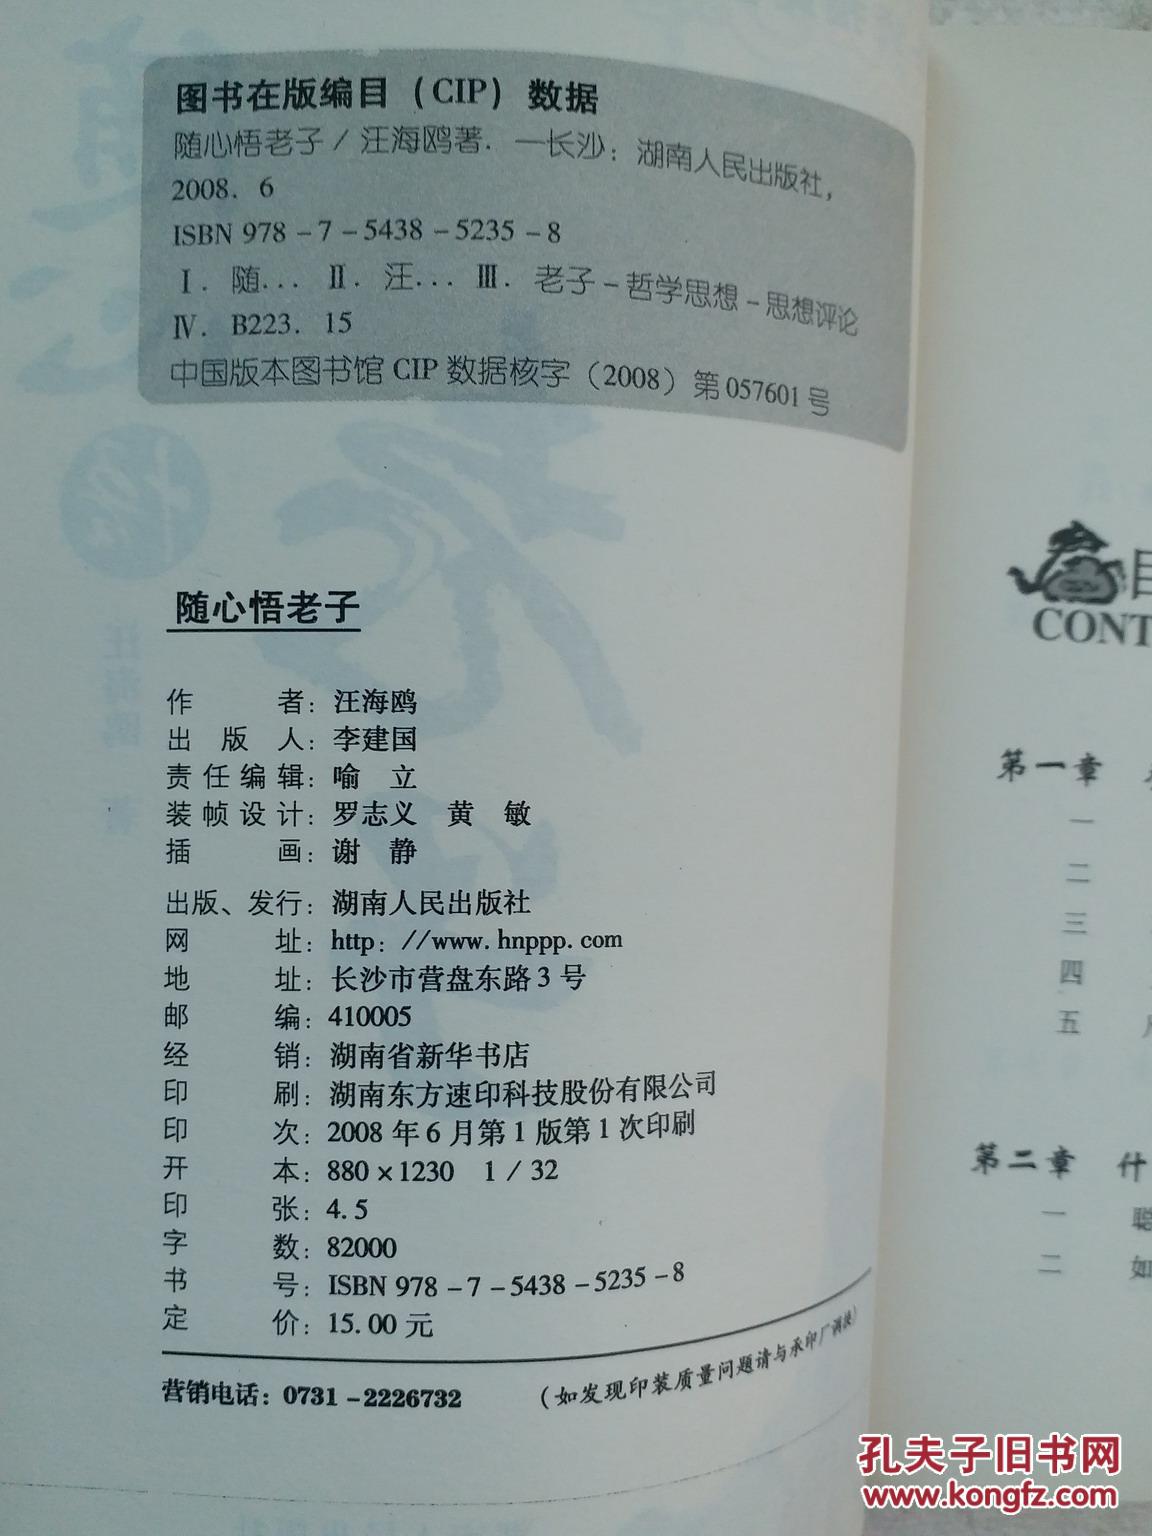 图书在版编目（CIP）数据
随心悟老子 / 汪海鸥著. —长沙：湖南人民出版社，
2008. 6
ISBN 978－7－5438－5235－8
Ⅰ. 随… Ⅱ. 汪… Ⅲ. 老子－哲学思想－思想评论
Ⅳ. B223. 15
中国版本图书馆 CIP 数据核字（2008）第 057601 号
随心悟老子
作者：汪海鸥
出版人：李建国
责任编辑：喻 立
装帧设计：罗志义 黄 敏
插画：谢 静
出版、发行：湖南人民出版社
网址：http：//www. hnppp. com
地址：长沙市营盘东路 3 号
邮编：410005
经销：湖南省新华书店
印刷：湖南东方速印科技股份有限公司
印次：2008 年 6 月第 1 版第 1 次印刷
开本：880×1230 1 / 32
印张：4. 5
字数：82000
书号：ISBN 978－7－5438－5235－8
定价：15. 00 元
营销电话：0731－2226732 （如发现印装质量问题请与承印厂调换）
目
CONT
第一章
一
二
三
四
五
第二章 什
一 聪
二 如
孔夫子旧书网
www.kongfz.com